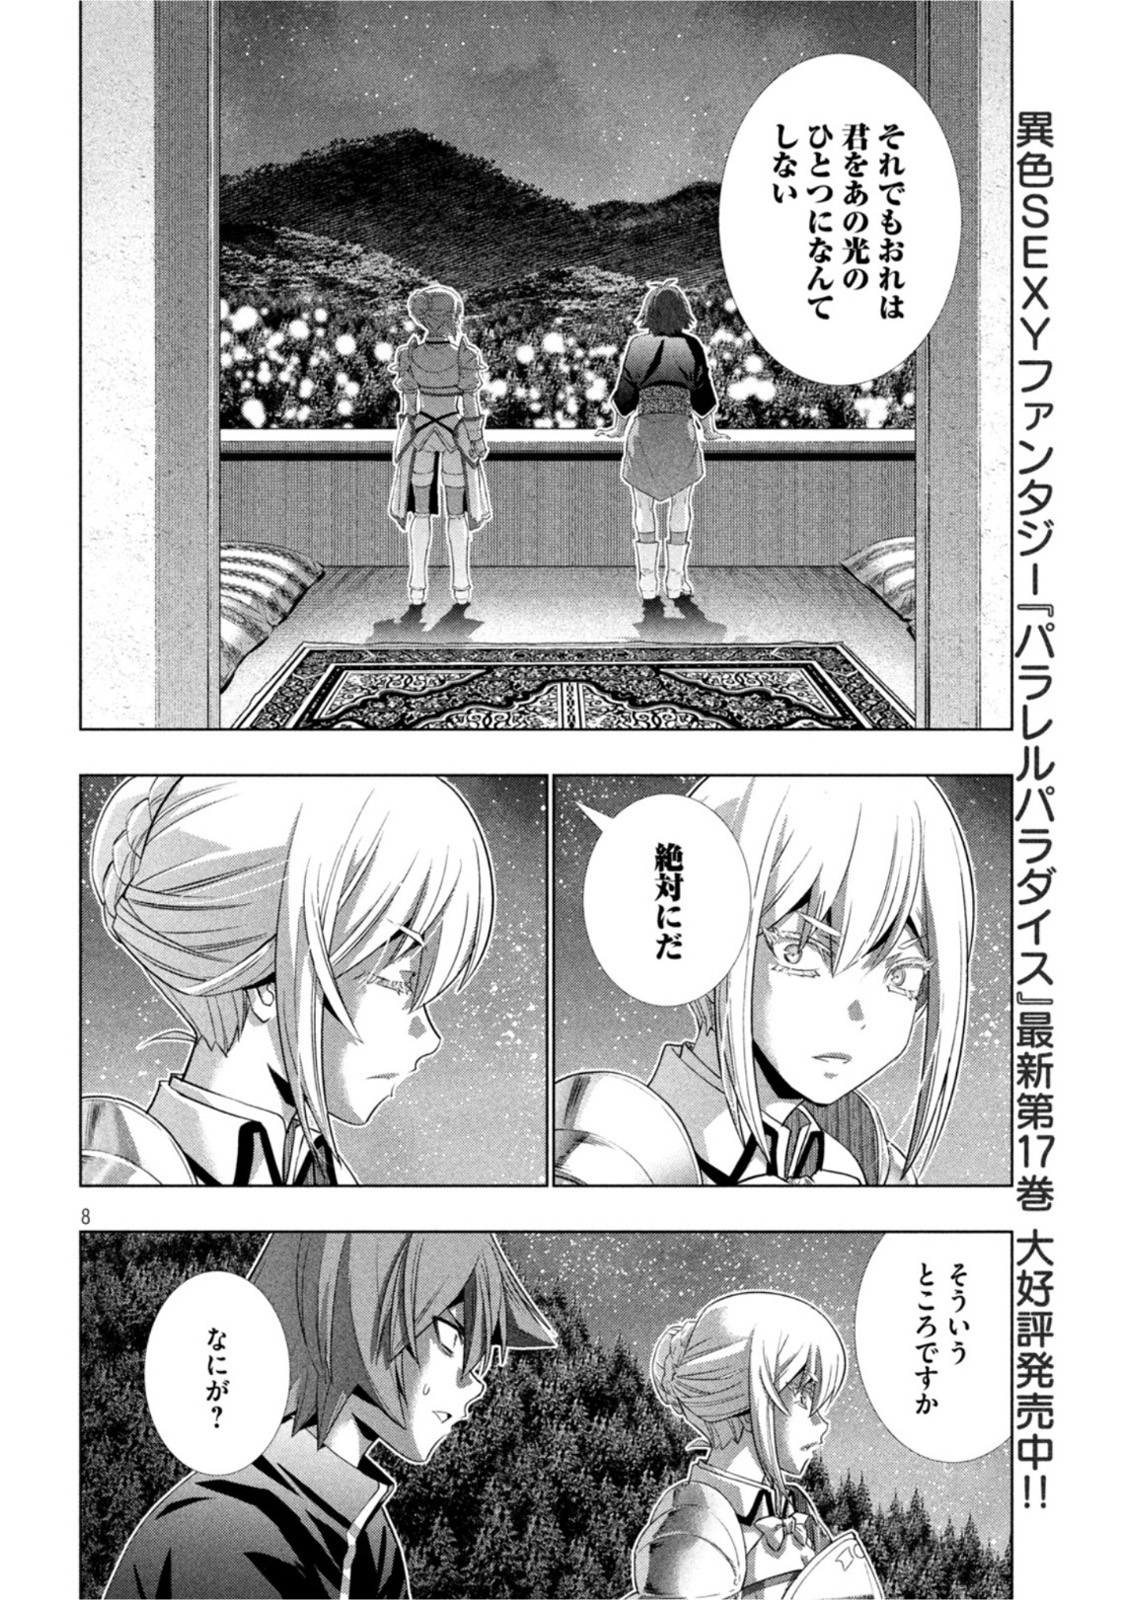 それでもおれは
君をあの光の
ひとつになんて
しない
絶対にだ
そういう
ところですか
なにが?
8
異色SEXYファンタジー『パラレルパラダイス』最新第17巻 大好評発売中!!